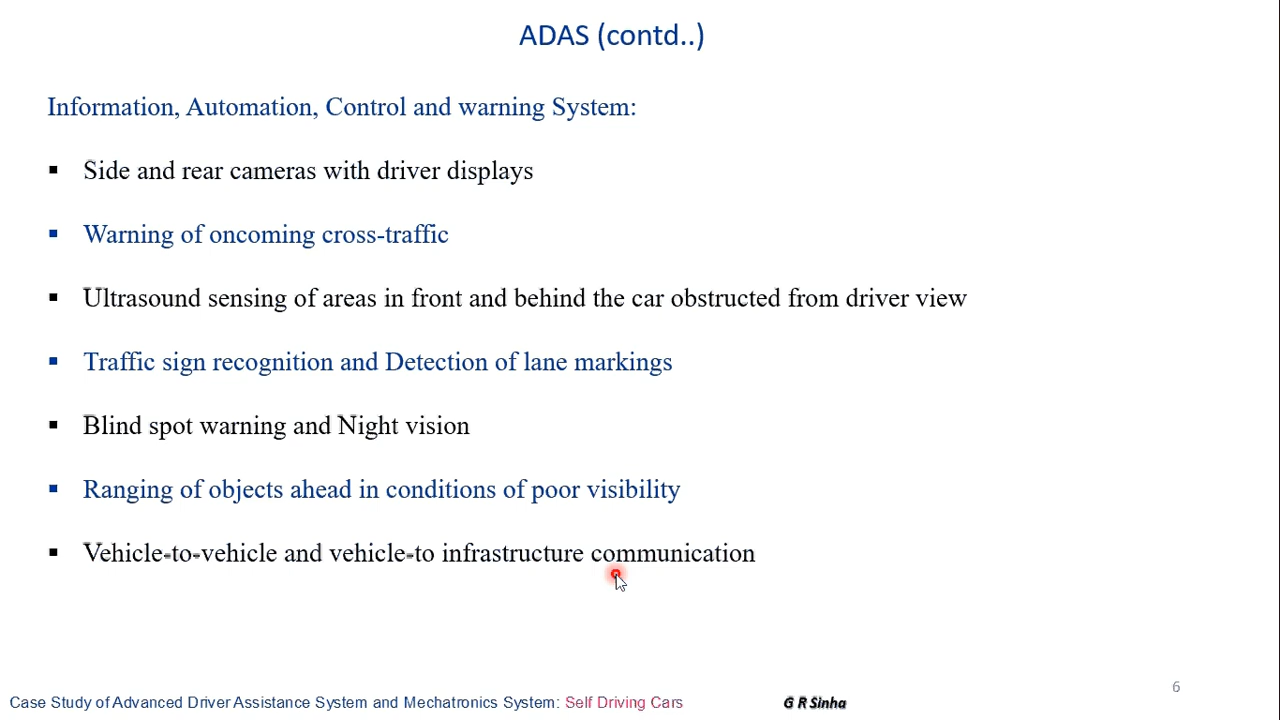 ADAS (contd..)
Information, Automation, Control and warning System:
▪ Side and rear cameras with driver displays
▪ Warning of oncoming cross-traffic
▪ Ultrasound sensing of areas in front and behind the car obstructed from driver view
▪ Traffic sign recognition and Detection of lane markings
▪ Blind spot warning and Night vision
▪ Ranging of objects ahead in conditions of poor visibility
▪ Vehicle-to-vehicle and vehicle-to infrastructure communication
6
Case Study of Advanced Driver Assistance System and Mechatronics System: Self Driving Cars G R Sinha